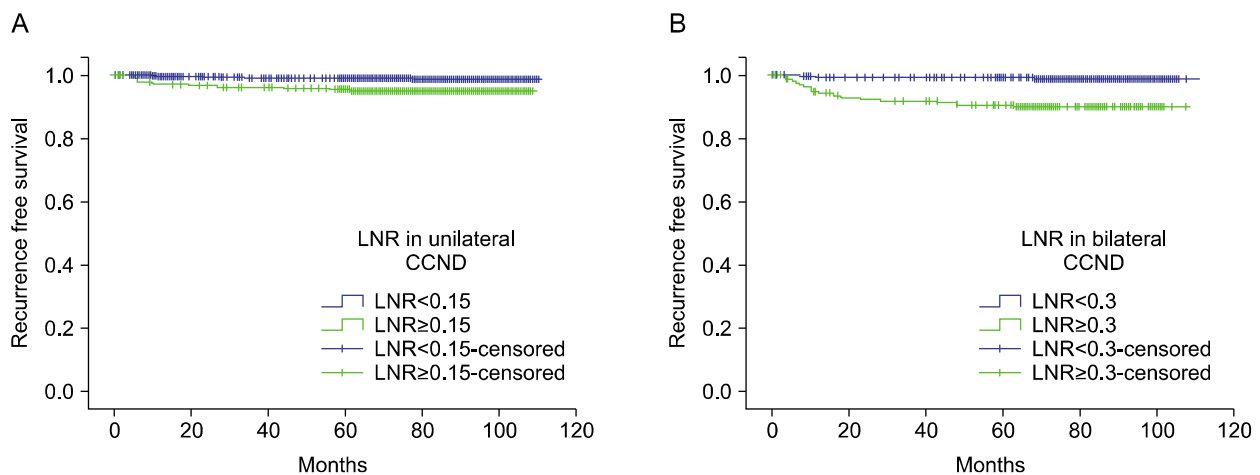 A
Recurrence free survival
1.0
0.8
0.6
0.4
0.2
0.0
LNR in unilateral
CCND
LNR<0.15
LNR≥0.15
LNR<0.15-censored
LNR≥0.15-censored
0 20 40 60 80 100 120
Months
B
Recurrence free survival
1.0
0.8
0.6
0.4
0.2
0.0
LNR in bilateral
CCND
LNR<0.3
LNR≥0.3
LNR<0.3-censored
LNR≥0.3-censored
0 20 40 60 80 100 120
Months